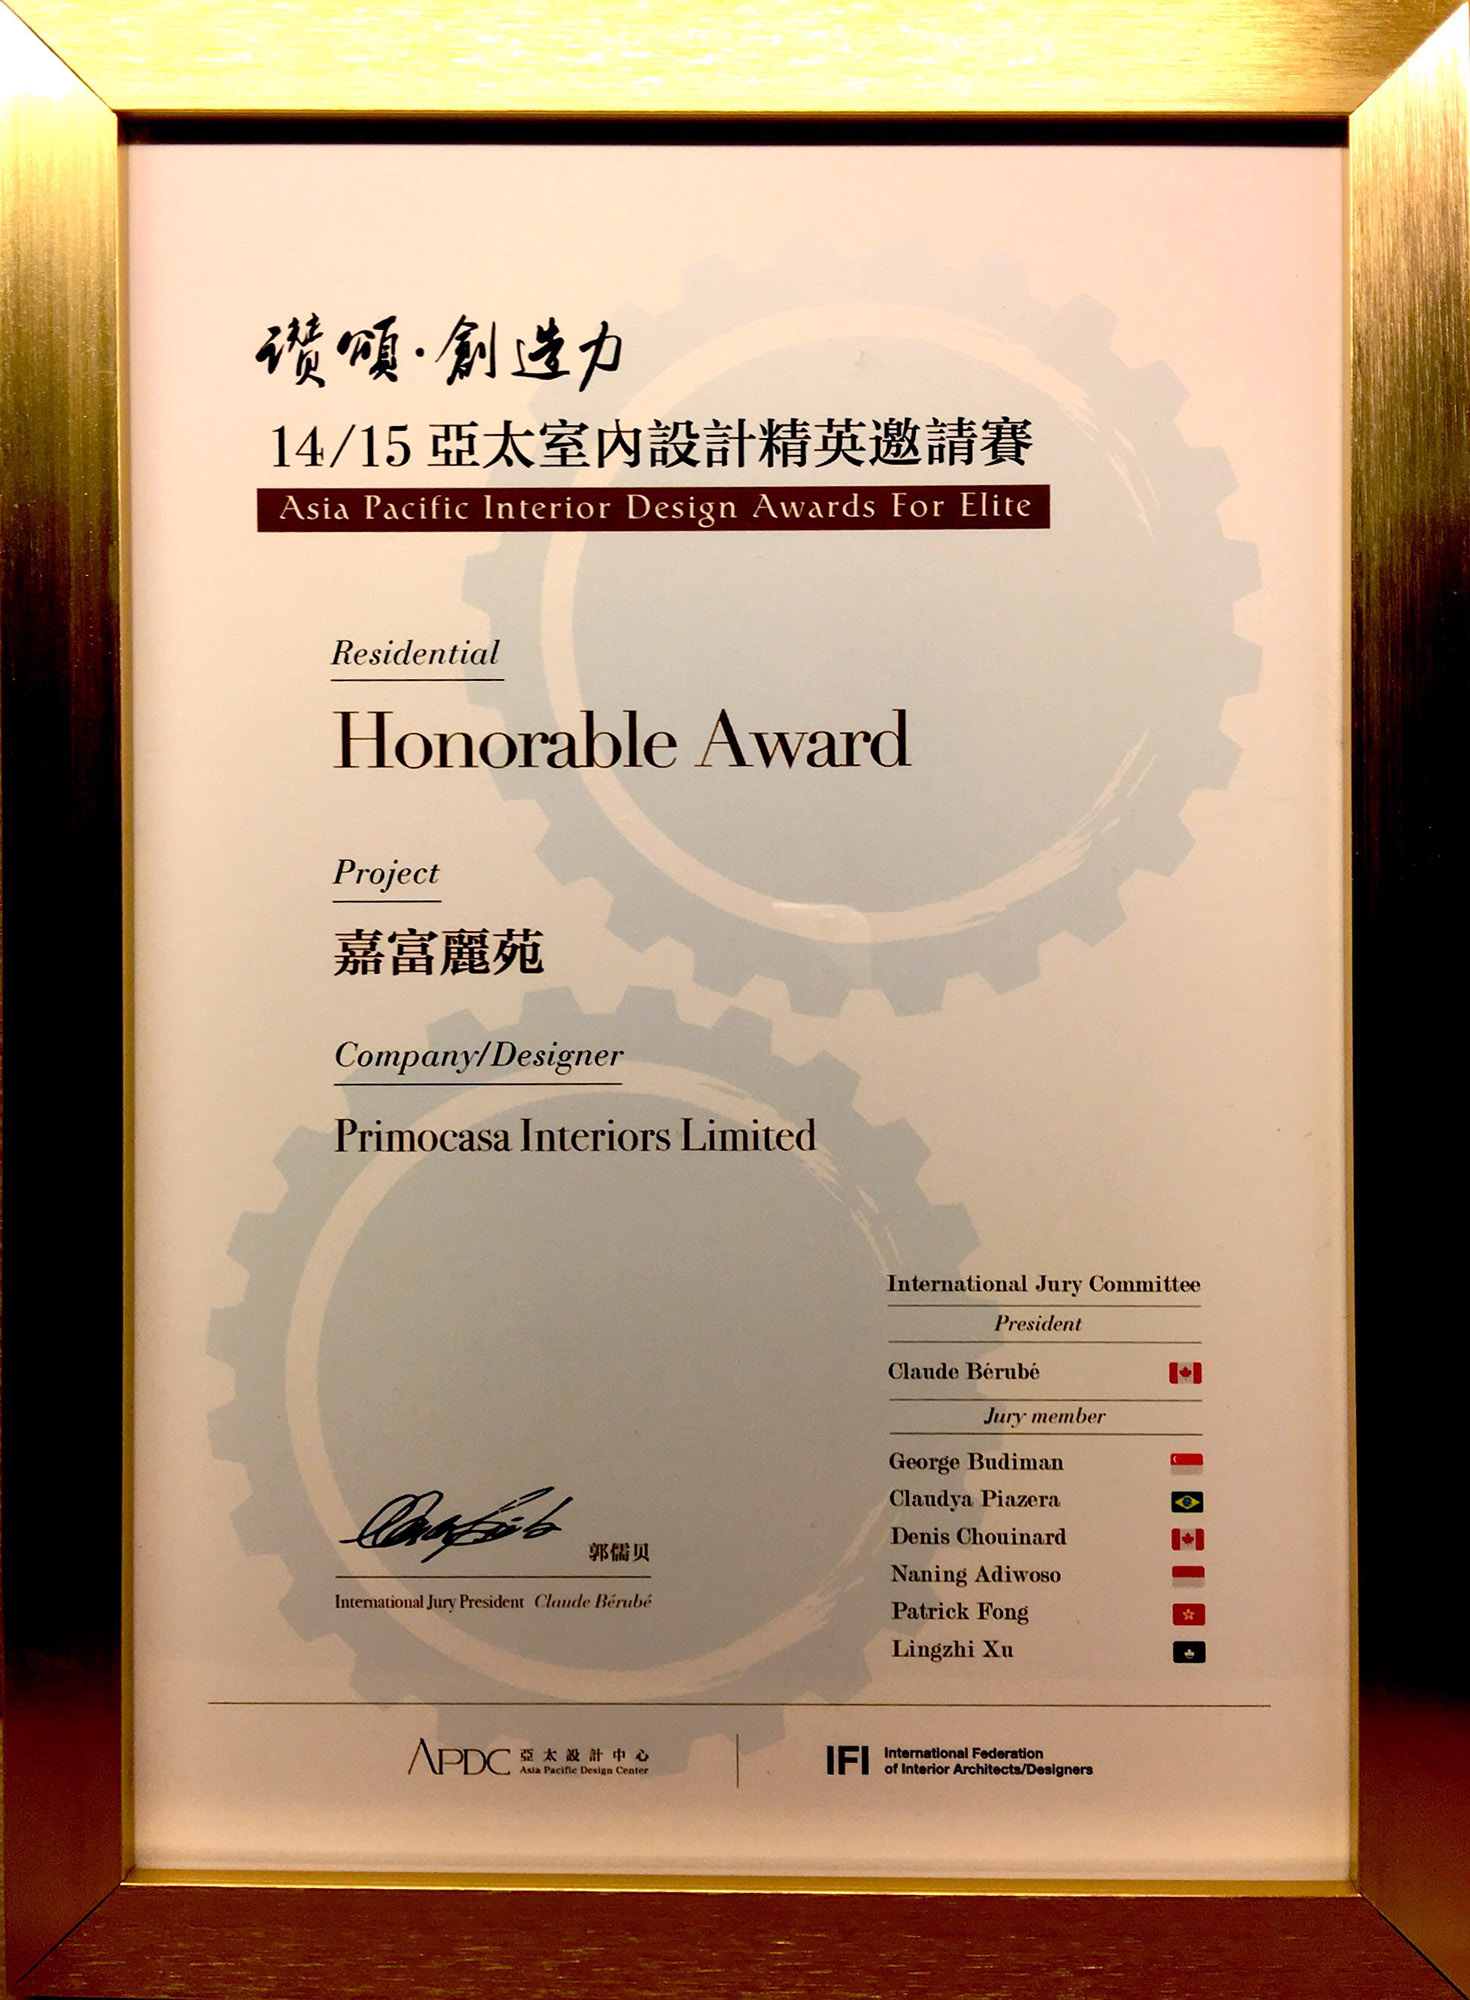 讚頌·創造力
14/15 亞太室內設計精英邀請賽
Asia Pacific Interior Design Awards For Elite
Residential
Honorable Award
Project
嘉富麗苑
Company/Designer
Primocasa Interiors Limited
International Jury Committee
President
Claude Bérubé
Jury member
George Budiman
Claudya Piazera
Denis Chouinard
Naning Adiwoso
Patrick Fong
Lingzhi Xu
郭儒贝
International Jury President Claude Bérubé
APDC 亞太設計中心
Asia Pacific Design Center
IFI International Federation
of Interior Architects/Designers